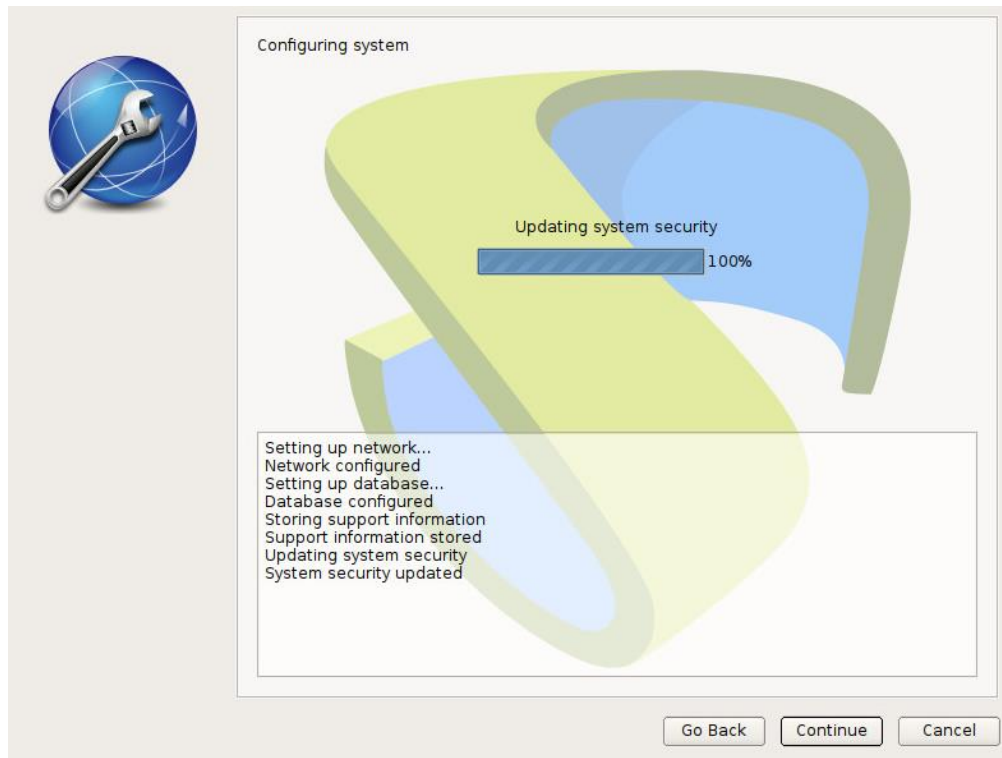 Configuring system
Updating system security
100%
Setting up network...
Network configured
Setting up database...
Database configured
Storing support information
Support information stored
Updating system security
System security updated
Go Back
Continue
Cancel